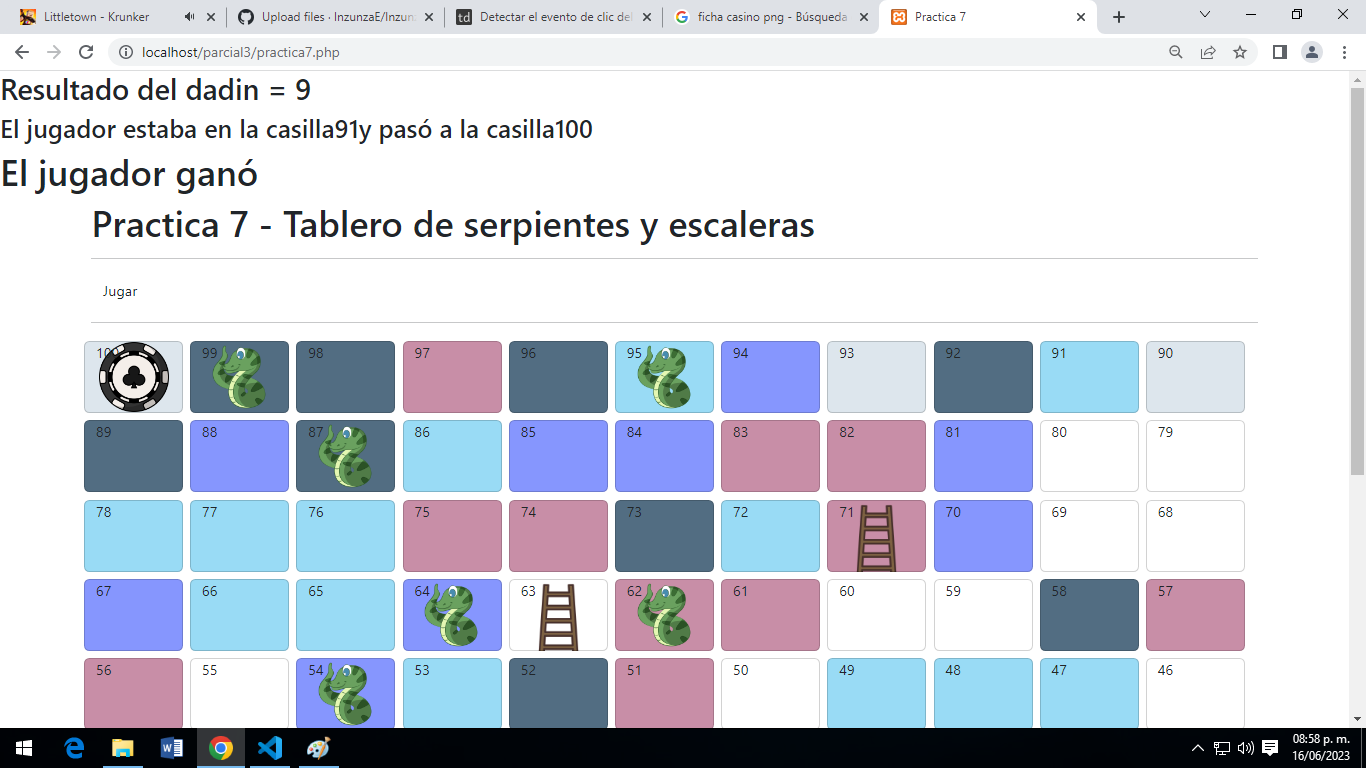 Littletown - Krunker
Upload files · InzunzaE/Inzun
Detectar el evento de clic del
ficha casino png - Búsqueda
Practica 7
localhost/parcial3/practica7.php
Resultado del dadin = 9
El jugador estaba en la casilla91y pasó a la casilla100
El jugador ganó
Practica 7 - Tablero de serpientes y escaleras
Jugar
99 98 97 96 95 94 93 92 91 90
89 88 87 86 85 84 83 82 81 80 79
78 77 76 75 74 73 72 71 70 69 68
67 66 65 64 63 62 61 60 59 58 57
56 55 54 53 52 51 50 49 48 47 46
08:58 p. m.
16/06/2023